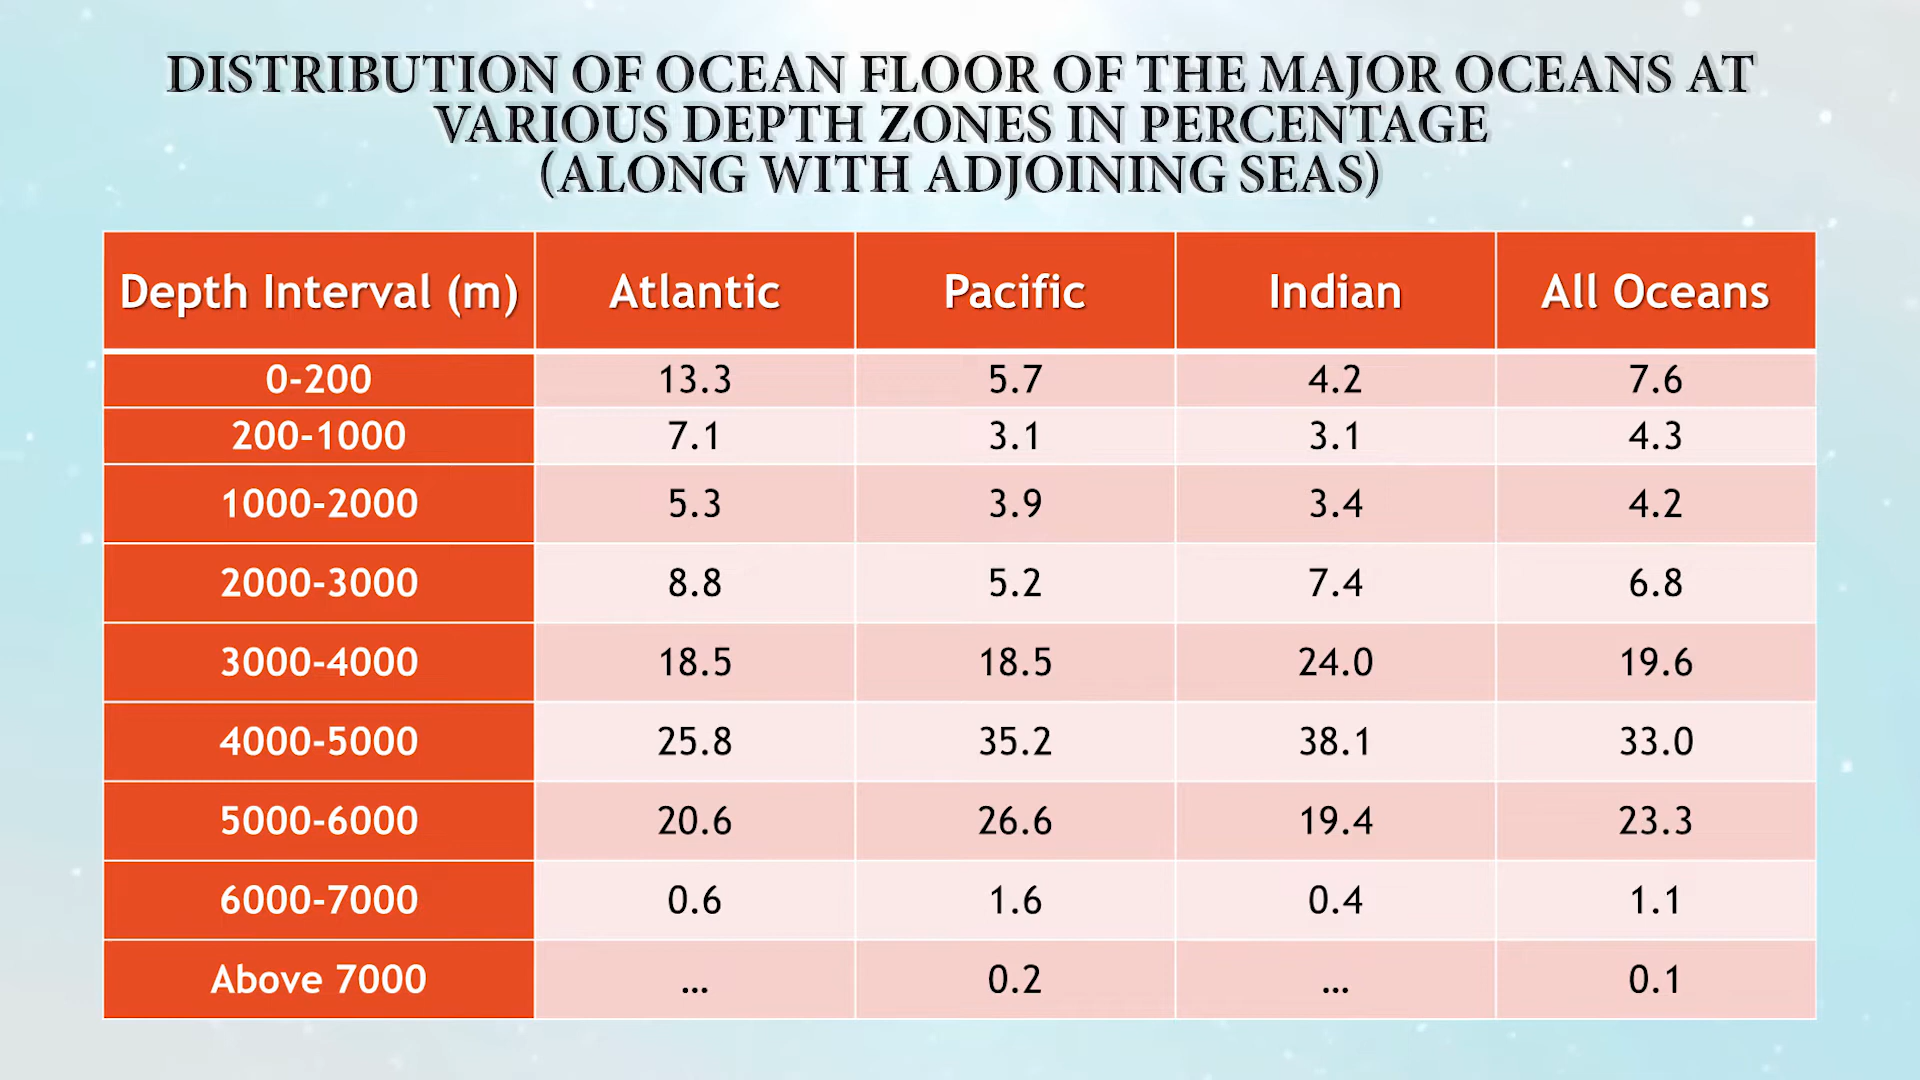 DISTRIBUTION OF OCEAN FLOOR OF THE MAJOR OCEANS AT
VARIOUS DEPTH ZONES IN PERCENTAGE
(ALONG WITH ADJOINING SEAS)
Depth Interval (m) Atlantic Pacific Indian All Oceans
0-200 13.3 5.7 4.2 7.6
200-1000 7.1 3.1 3.1 4.3
1000-2000 5.3 3.9 3.4 4.2
2000-3000 8.8 5.2 7.4 6.8
3000-4000 18.5 18.5 24.0 19.6
4000-5000 25.8 35.2 38.1 33.0
5000-6000 20.6 26.6 19.4 23.3
6000-7000 0.6 1.6 0.4 1.1
Above 7000 … 0.2 … 0.1